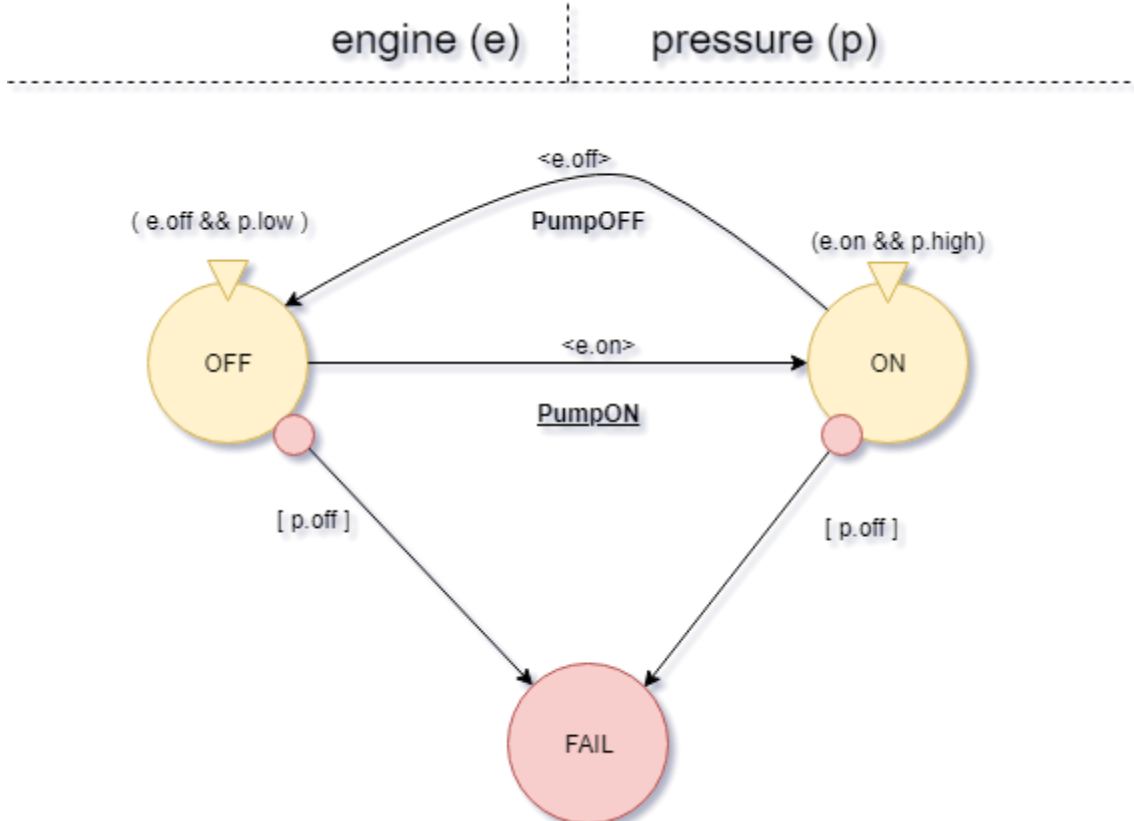 engine (e) pressure (p)
<e.off>
( e.off && p.low )
PumpOFF
(e.on && p.high)
<e.on>
OFF
ON
PumpON
[ p.off ]
[ p.off ]
FAIL